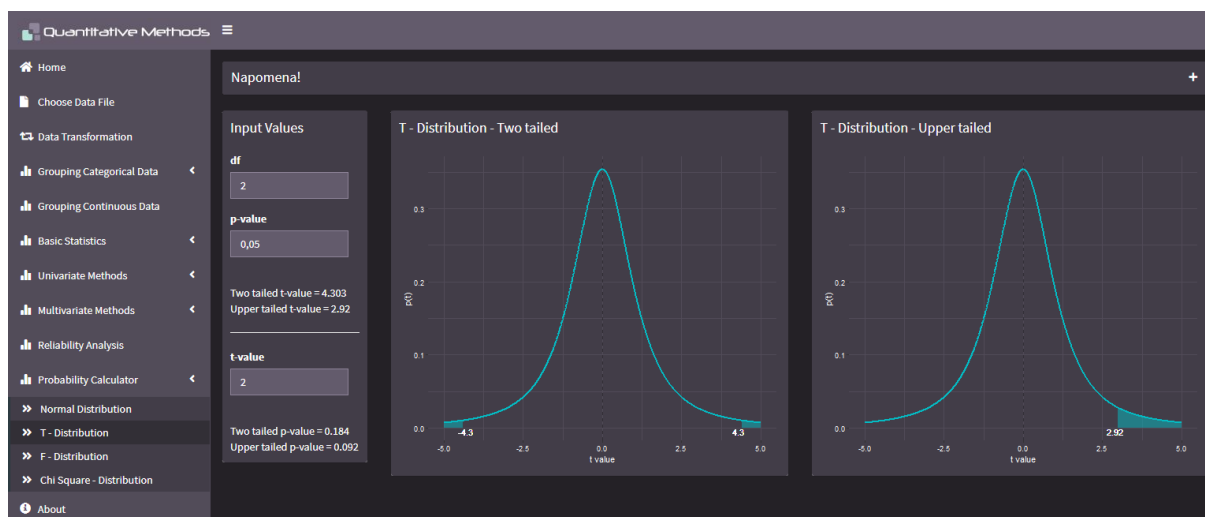 Quantitative Methods
Home
Choose Data File
Data Transformation
Grouping Categorical Data
Grouping Continuous Data
Basic Statistics
Univariate Methods
Multivariate Methods
Reliability Analysis
Probability Calculator
Normal Distribution
T - Distribution
F - Distribution
Chi Square - Distribution
About
Napomena!
Input Values
df
2
p-value
0,05
Two tailed t-value = 4.303
Upper tailed t-value = 2.92
t-value
2
Two tailed p-value = 0.184
Upper tailed p-value = 0.092
T - Distribution - Two tailed
p(t)
0.3
0.2
0.1
0.0
-4.3
4.3
-5.0
-2.5
0.0
2.5
5.0
t value
T - Distribution - Upper tailed
p(t)
0.3
0.2
0.1
0.0
2.92
-5.0
-2.5
0.0
2.5
5.0
t value